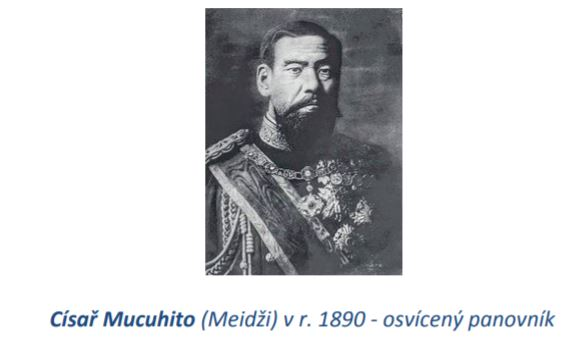 Císař Mucuhito (Meidži) v r. 1890 - osvícený panovník